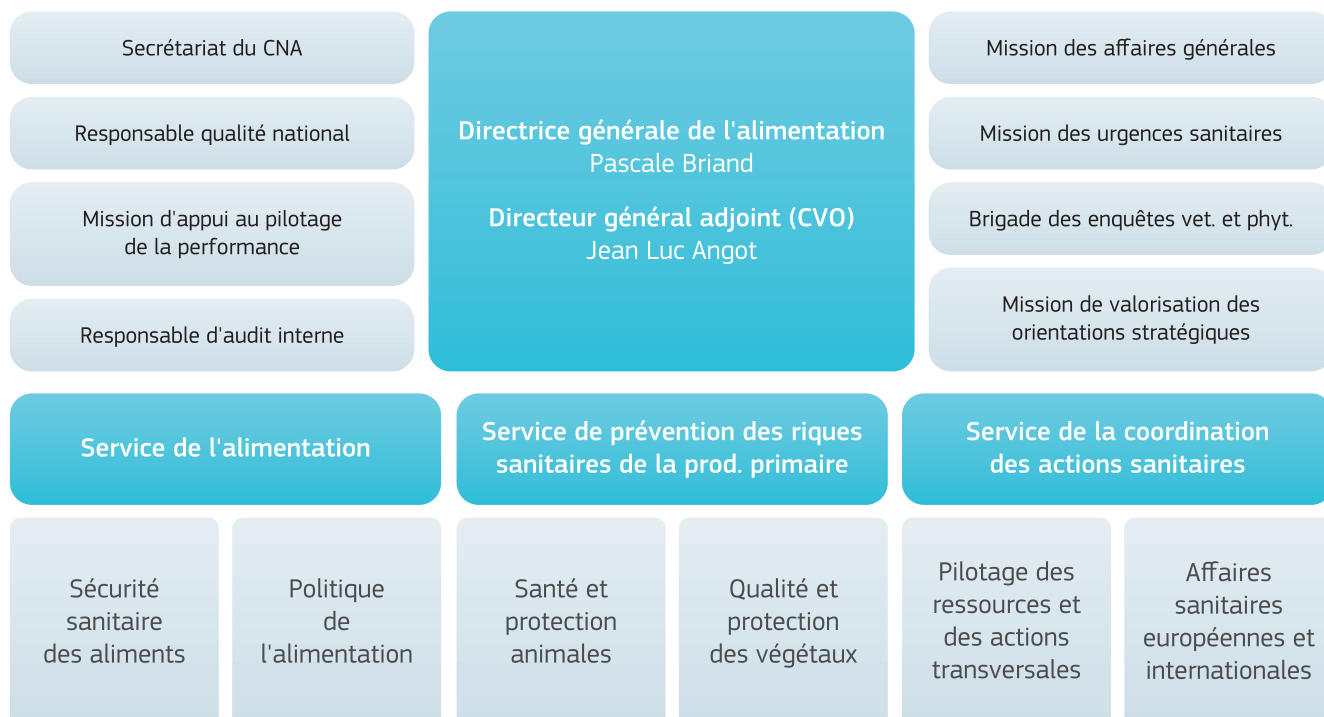 Secrétariat du CNA
Responsable qualité national
Mission d'appui au pilotage
de la performance
Responsable d'audit interne
Directrice générale de l'alimentation
Pascale Briand
Directeur général adjoint (CVO)
Jean Luc Angot
Mission des affaires générales
Mission des urgences sanitaires
Brigade des enquêtes vet. et phyt.
Mission de valorisation des
orientations stratégiques
Service de l'alimentation
Service de prévention des riques
sanitaires de la prod. primaire
Service de la coordination
des actions sanitaires
Sécurité
sanitaire
des aliments
Politique
de
l'alimentation
Santé et
protection
animales
Qualité et
protection
des végétaux
Pilotage des
ressources et
des actions
transversales
Affaires
sanitaires
européennes et
internationales